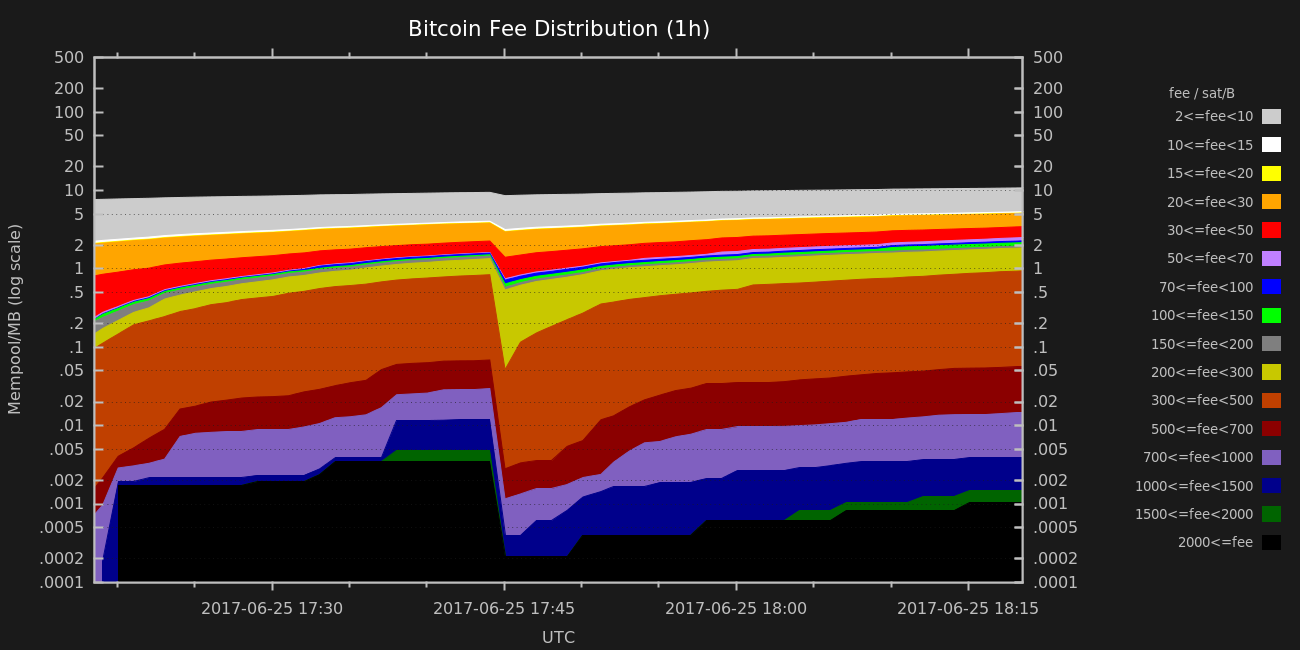 Bitcoin Fee Distribution (1h)
Mempool/MB (log scale)
500
200
100
50
20
10
5
2
1
.5
.2
.1
.05
.02
.01
.005
.002
.001
.0005
.0002
.0001
500
200
100
50
20
10
5
2
1
.5
.2
.1
.05
.02
.01
.005
.002
.001
.0005
.0002
.0001
2017-06-25 17:30 2017-06-25 17:45 2017-06-25 18:00 2017-06-25 18:15
UTC
fee / sat/B
2<=fee<10
10<=fee<15
15<=fee<20
20<=fee<30
30<=fee<50
50<=fee<70
70<=fee<100
100<=fee<150
150<=fee<200
200<=fee<300
300<=fee<500
500<=fee<700
700<=fee<1000
1000<=fee<1500
1500<=fee<2000
2000<=fee